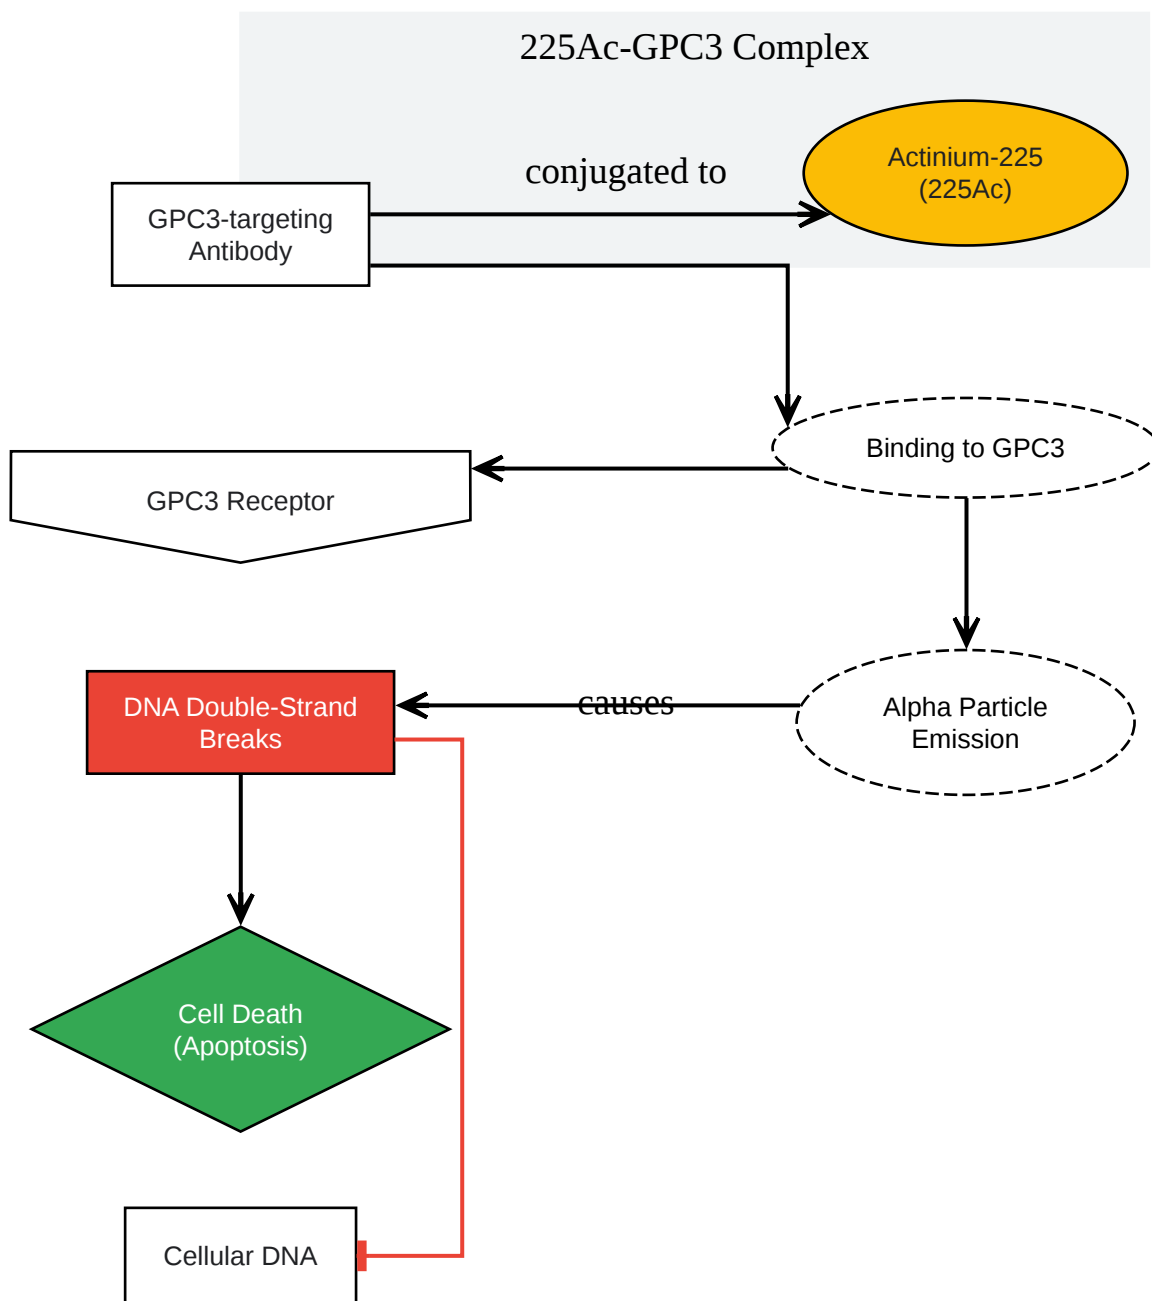 225Ac-GPC3 Complex
conjugated to
Actinium-225
(225Ac)
GPC3-targeting
Antibody
Binding to GPC3
GPC3 Receptor
DNA Double-Strand
Breaks
causes
Alpha Particle
Emission
Cell Death
(Apoptosis)
Cellular DNA